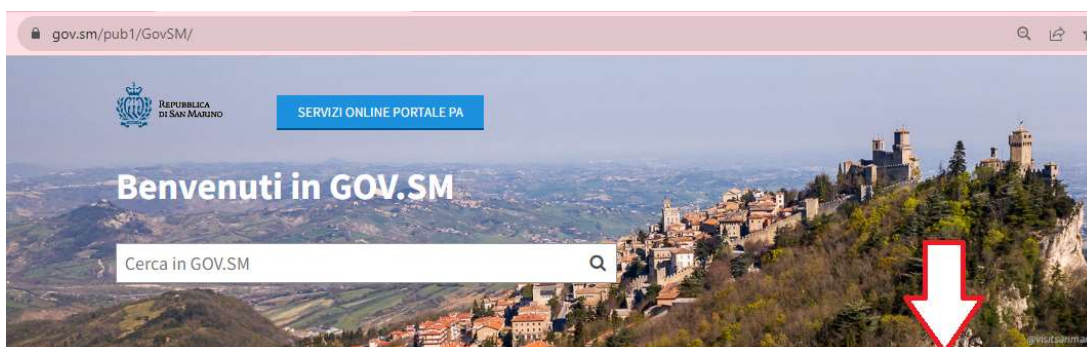 gov.sm/pub1/GovSM/
REPUBBLICA
DI SAN MARINO
SERVIZI ONLINE PORTALE PA
Benvenuti in GOV.SM
Cerca in GOV.SM